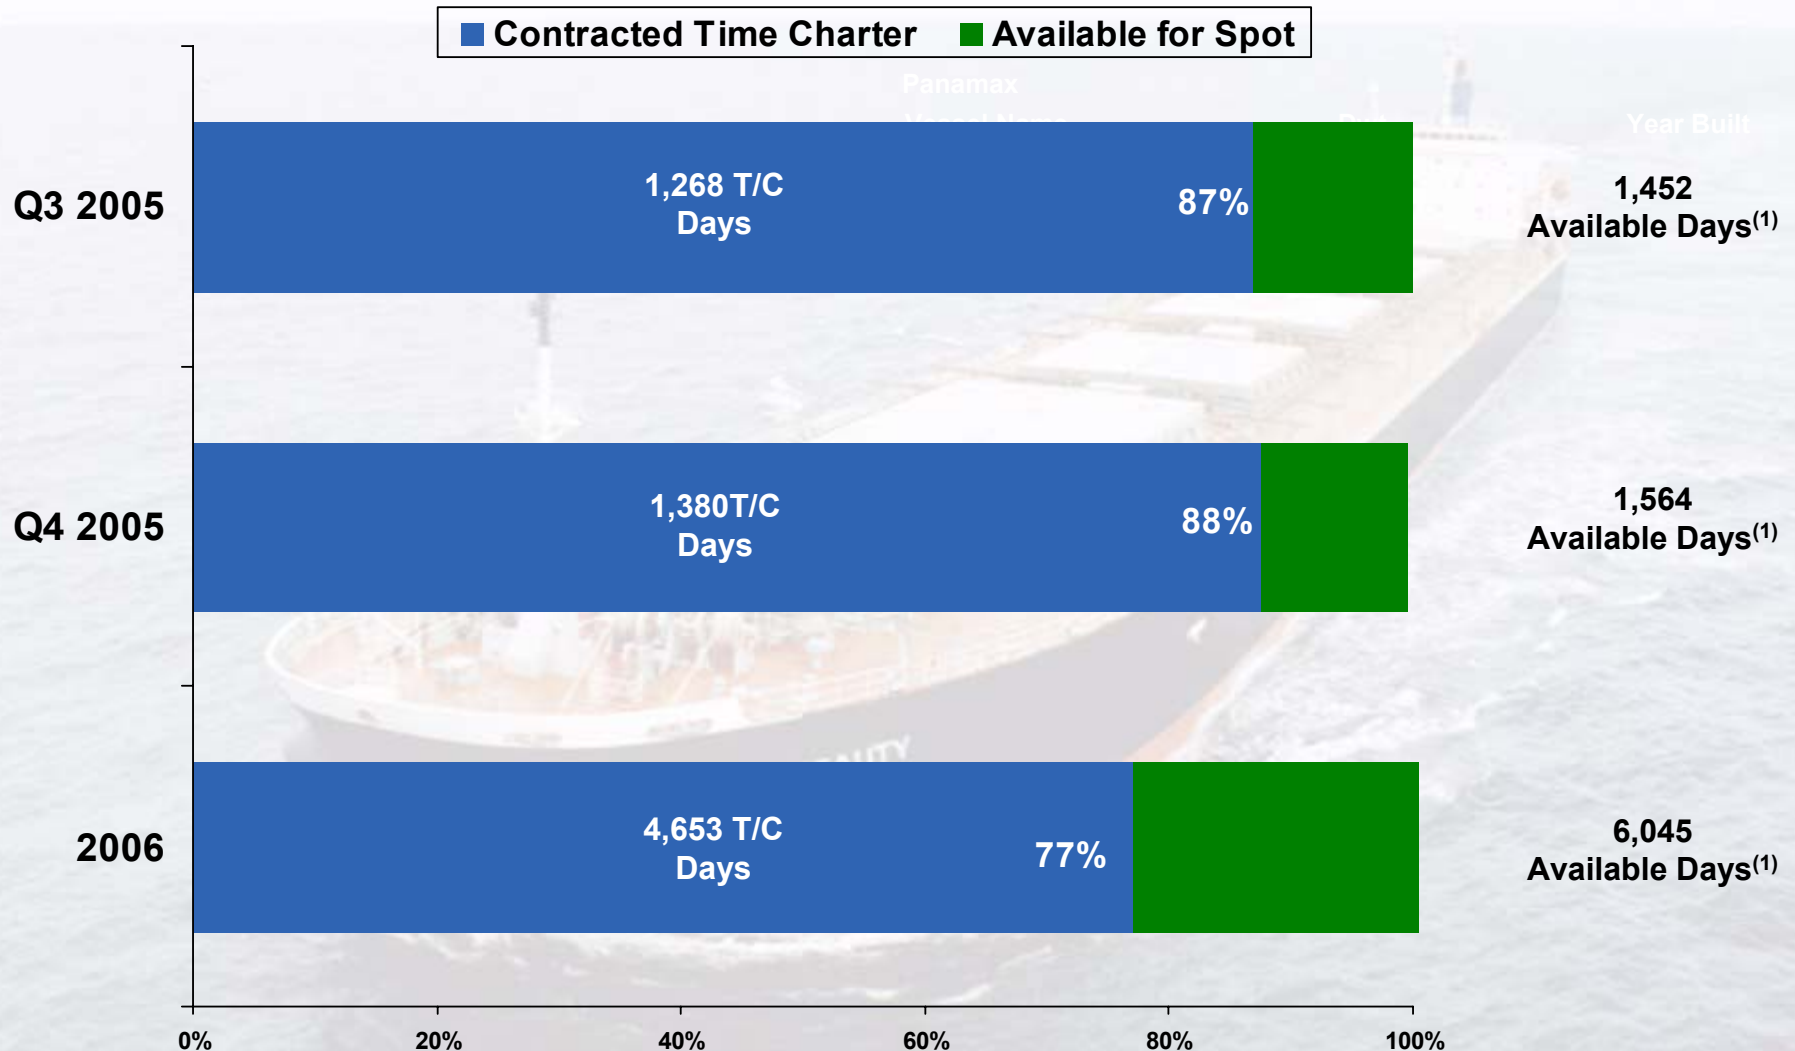 Contracted Time Charter Available for Spot
Panamax
Year Built
Q3 2005
1,268 T/C
Days
87%
1,452
Available Days(1)
Q4 2005
1,380T/C
Days
88%
1,564
Available Days(1)
2006
4,653 T/C
Days
77%
6,045
Available Days(1)
0% 20% 40% 60% 80% 100%